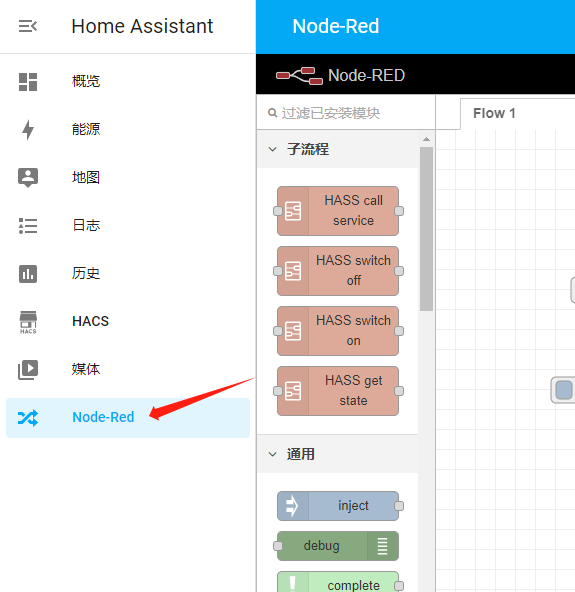 Home Assistant
概览
能源
地图
日志
历史
HACS
HACS
媒体
Node-Red
Node-Red
Node-RED
过滤已安装模块
Flow 1
子流程
HASS call
service
HASS switch
off
HASS switch
on
HASS get
state
通用
inject
debug
complete